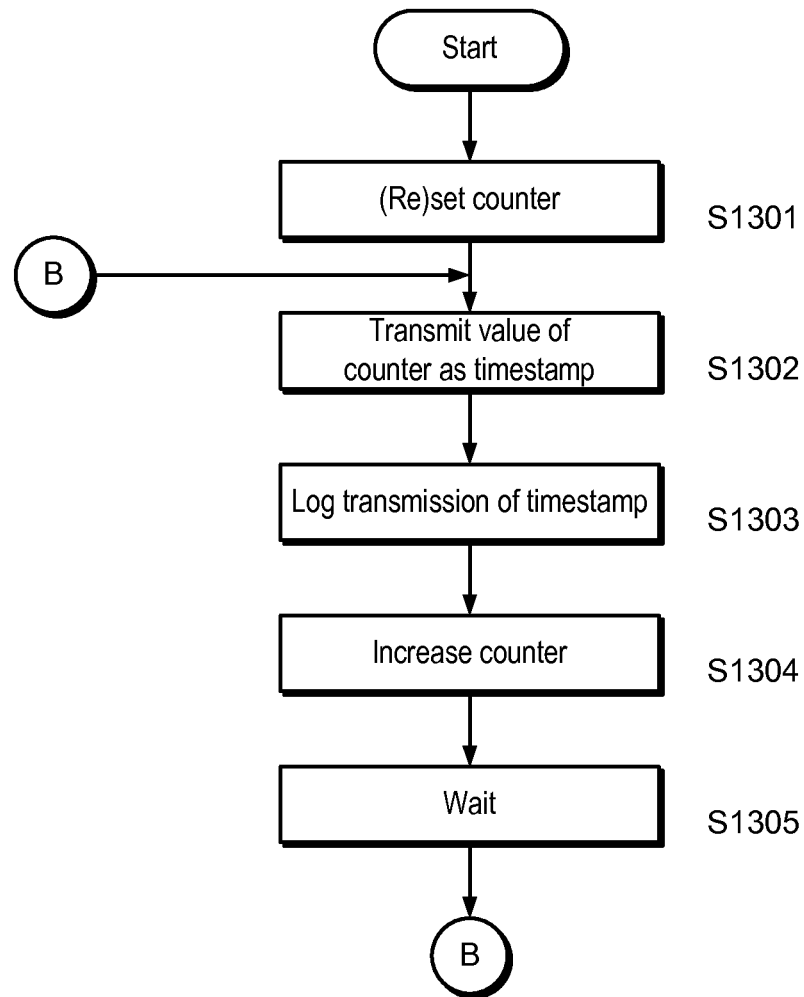 Start
(Re)set counter
S1301
B
Transmit value of
counter as timestamp
S1302
Log transmission of timestamp
S1303
Increase counter
S1304
Wait
S1305
B